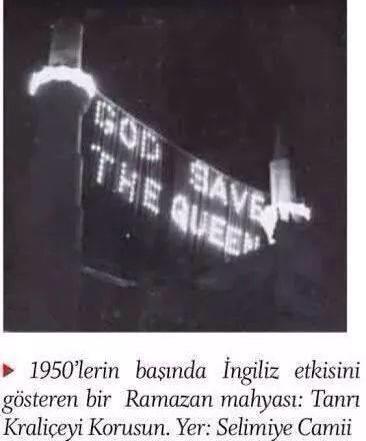 GOD SAVE
THE QUEEN
1950'lerin başında İngiliz etkisini
gösteren bir Ramazan mahyası: Tanrı
Kraliçeyi Korusun. Yer: Selimiye Camii